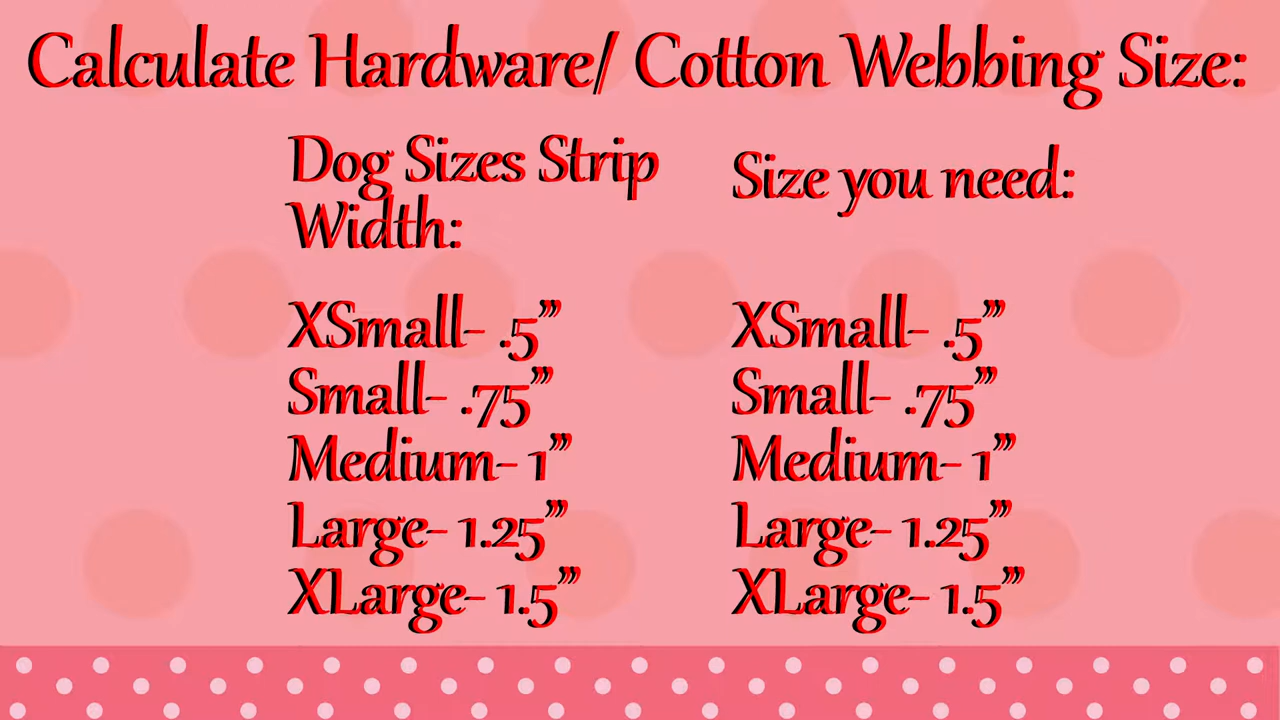 Calculate Hardware/ Cotton Webbing Size:
Dog Sizes Strip
Width:
XSmall- .5”
Small- .75”
Medium- 1”
Large- 1.25”
XLarge- 1.5”
Size you need:
XSmall- .5”
Small- .75”
Medium- 1”
Large- 1.25”
XLarge- 1.5”